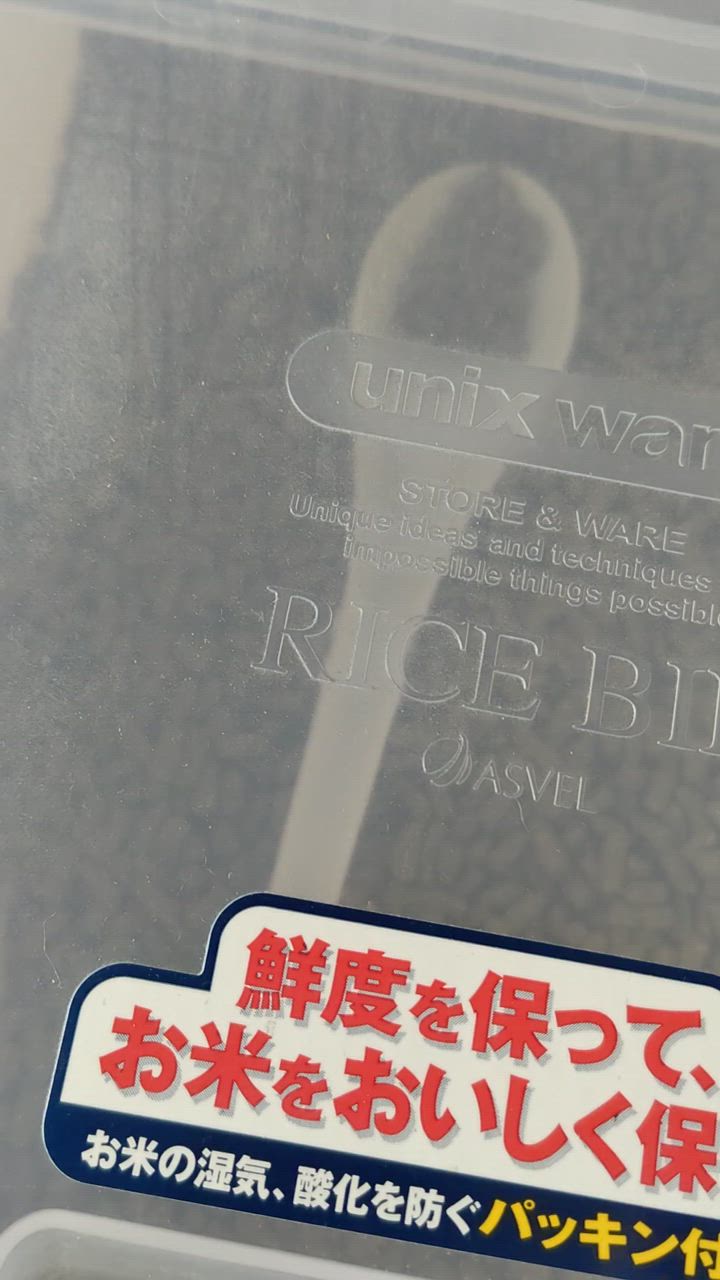 unix war
STORE & WARE
Unique ideas and techniques
impossible things possible
RICE BI
ASVEL
鮮度を保って、
お米をおいしく保
お米の湿気、酸化を防ぐパッキン付